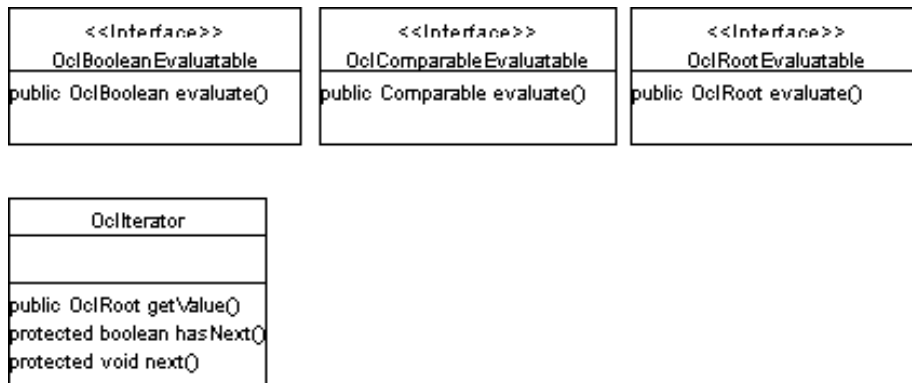 <<Interface>>
OclBooleanEvaluatable
public OclBoolean evaluate()
<<Interface>>
OclComparableEvaluatable
public Comparable evaluate()
<<Interface>>
OclRootEvaluatable
public OclRoot evaluate()
OclIterator
public OclRoot getValue()
protected boolean hasNext()
protected void next()